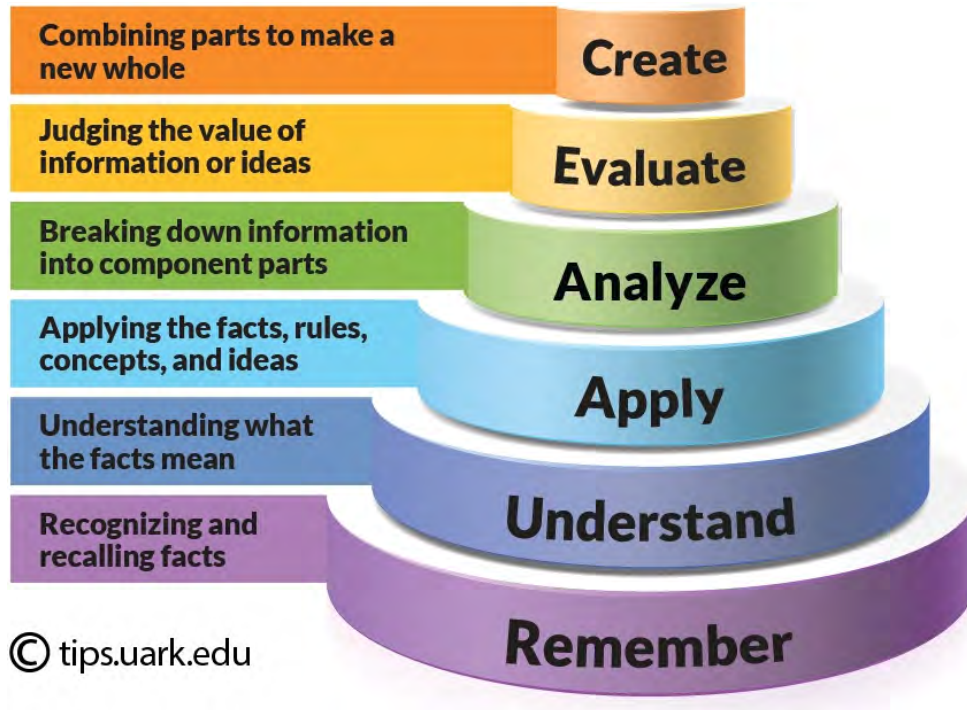 Combining parts to make a
new whole
Create
Judging the value of
information or ideas
Evaluate
Breaking down information
into component parts
Analyze
Applying the facts, rules,
concepts, and ideas
Apply
Understanding what
the facts mean
Understand
Recognizing and
recalling facts
Remember
© tips.uark.edu